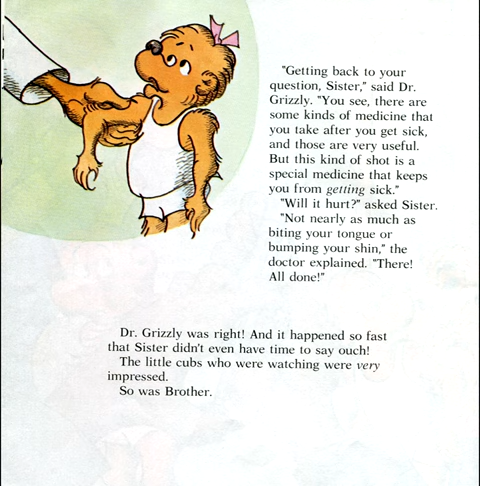 "Getting back to your
question, Sister," said Dr.
Grizzly. "You see, there are
some kinds of medicine that
you take after you get sick,
and those are very useful.
But this kind of shot is a
special medicine that keeps
you from getting sick."
"Will it hurt?" asked Sister.
"Not nearly as much as
biting your tongue or
bumping your shin," the
doctor explained. "There!
All done!"
Dr. Grizzly was right! And it happened so fast
that Sister didn't even have time to say ouch!
The little cubs who were watching were very
impressed.
So was Brother.